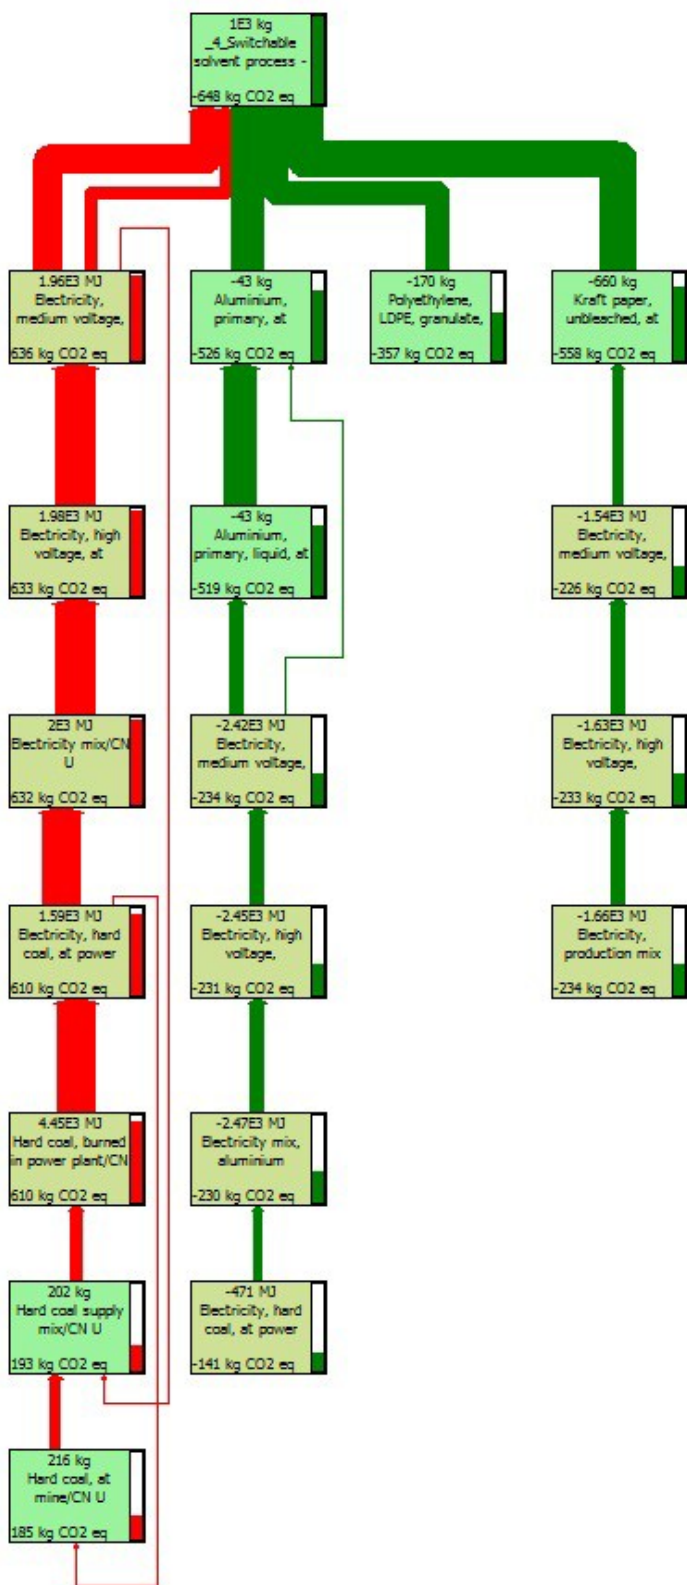 1E3 kg
_4_Switchable
solvent process -
-648 kg CO2 eq
1.96E3 MJ
Electricity,
medium voltage,
636 kg CO2 eq
-43 kg
Aluminium,
primary, at
-526 kg CO2 eq
-170 kg
Polyethylene,
LDPE, granulate,
-357 kg CO2 eq
-660 kg
Kraft paper,
unbleached, at
-558 kg CO2 eq
1.98E3 MJ
Electricity, high
voltage, at
633 kg CO2 eq
-43 kg
Aluminium,
primary, liquid, at
-519 kg CO2 eq
-1.54E3 MJ
Electricity,
medium voltage,
-226 kg CO2 eq
2E3 MJ
Electricity mix/CN
U
632 kg CO2 eq
-2.42E3 MJ
Electricity,
medium voltage,
-234 kg CO2 eq
-1.63E3 MJ
Electricity, high
voltage,
-233 kg CO2 eq
1.59E3 MJ
Electricity, hard
coal, at power
610 kg CO2 eq
-2.45E3 MJ
Electricity, high
voltage,
-231 kg CO2 eq
-1.66E3 MJ
Electricity,
production mix
-234 kg CO2 eq
4.45E3 MJ
Hard coal, burned
in power plant/CN
610 kg CO2 eq
-2.47E3 MJ
Electricity mix,
aluminium
-230 kg CO2 eq
202 kg
Hard coal supply
mix/CN U
193 kg CO2 eq
-471 MJ
Electricity, hard
coal, at power
-141 kg CO2 eq
216 kg
Hard coal, at
mine/CN U
185 kg CO2 eq